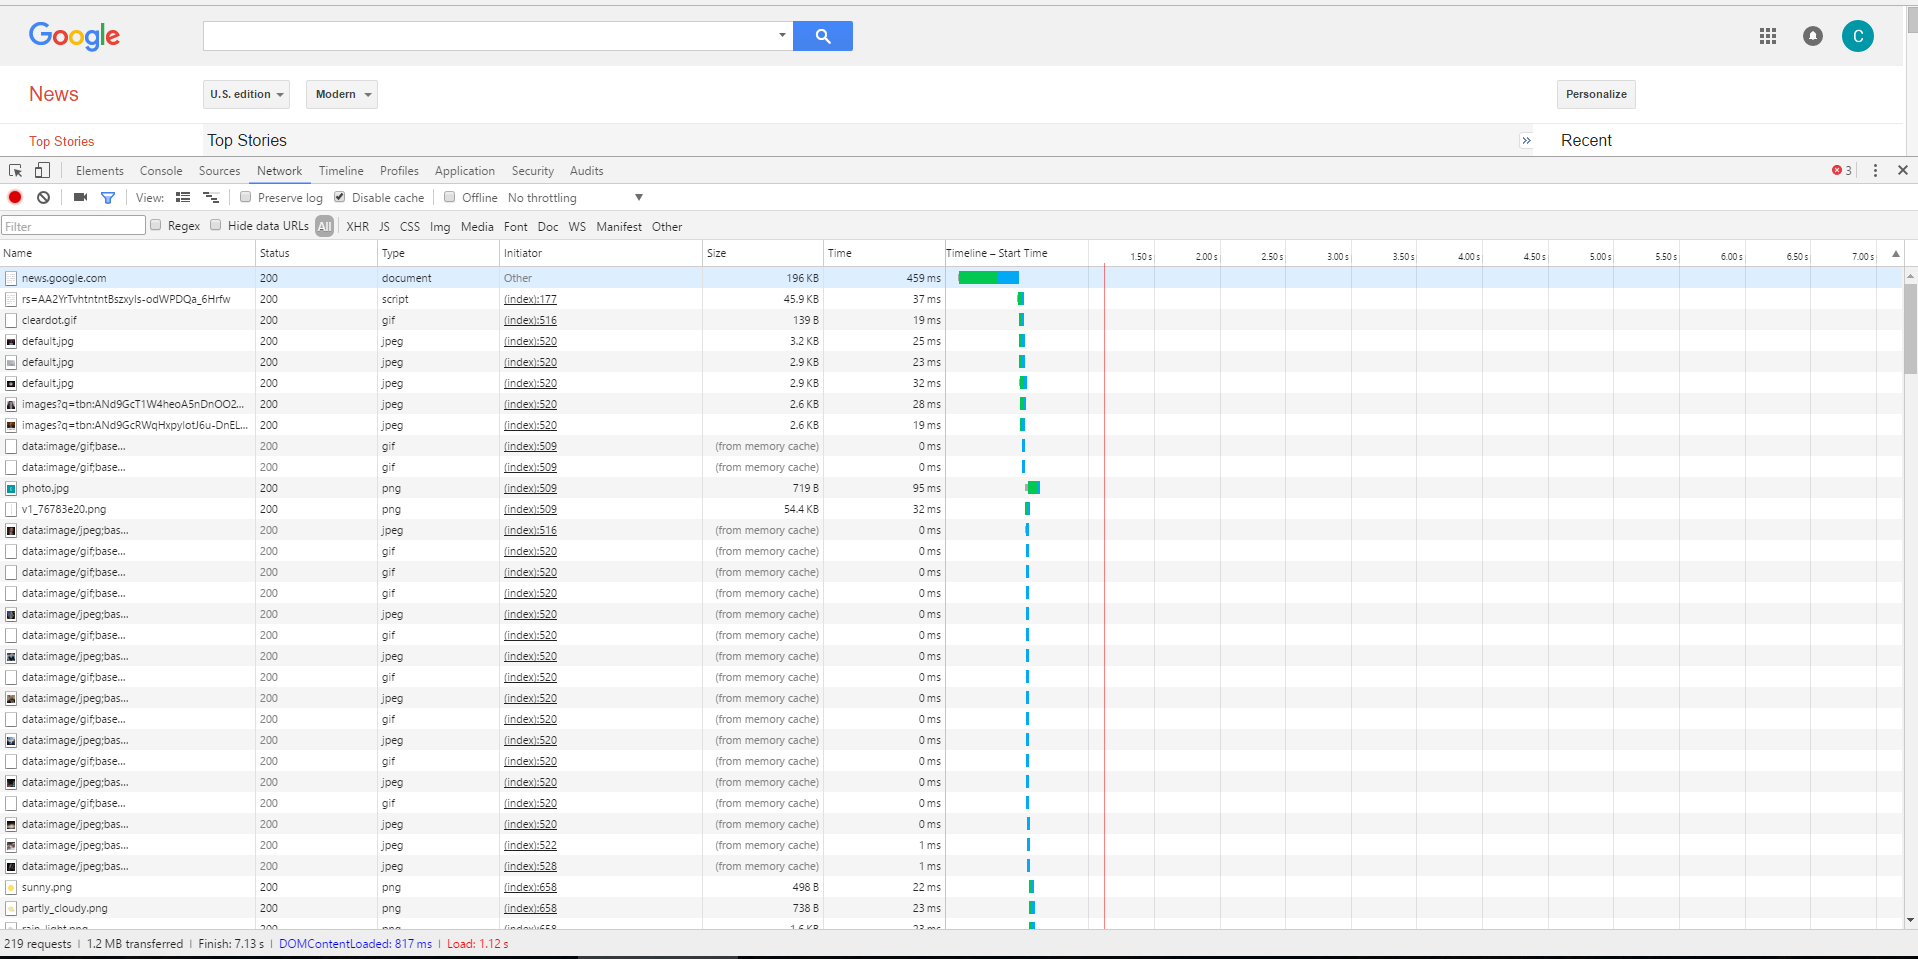 Google
C
News
U.S. edition
Modern
Personalize
Top Stories
Top Stories
»
Recent
Elements Console Sources Network Timeline Profiles Application Security Audits
3
View: Preserve log Disable cache Offline No throttling
Filter Regex Hide data URLs All XHR JS CSS Img Media Font Doc WS Manifest Other
Name Status Type Initiator Size Time Timeline – Start Time 1.50 s 2.00 s 2.50 s 3.00 s 3.50 s 4.00 s 4.50 s 5.00 s 5.50 s 6.00 s 6.50 s 7.00 s
news.google.com 200 document Other 196 KB 459 ms
rs=AA2YrTvhtntntBszxyls-odWPDQa_6Hrfw 200 script (index):177 45.9 KB 37 ms
cleardot.gif 200 gif (index):516 139 B 19 ms
default.jpg 200 jpeg (index):520 3.2 KB 25 ms
default.jpg 200 jpeg (index):520 2.9 KB 23 ms
default.jpg 200 jpeg (index):520 2.9 KB 32 ms
images?q=tbn:ANd9GcT1W4heoA5nDnOO2... 200 jpeg (index):520 2.6 KB 28 ms
images?q=tbn:ANd9GcRWqHxpylotJ6u-DnEL... 200 jpeg (index):520 2.6 KB 19 ms
data:image/gif;base... 200 gif (index):509 (from memory cache) 0 ms
data:image/gif;base... 200 gif (index):509 (from memory cache) 0 ms
photo.jpg 200 png (index):509 719 B 95 ms
v1_76783e20.png 200 png (index):509 54.4 KB 32 ms
data:image/jpeg;bas... 200 jpeg (index):516 (from memory cache) 0 ms
data:image/gif;base... 200 gif (index):520 (from memory cache) 0 ms
data:image/gif;base... 200 gif (index):520 (from memory cache) 0 ms
data:image/gif;base... 200 gif (index):520 (from memory cache) 0 ms
data:image/jpeg;bas... 200 jpeg (index):520 (from memory cache) 0 ms
data:image/gif;base... 200 gif (index):520 (from memory cache) 0 ms
data:image/jpeg;bas... 200 jpeg (index):520 (from memory cache) 0 ms
data:image/gif;base... 200 gif (index):520 (from memory cache) 0 ms
data:image/jpeg;bas... 200 jpeg (index):520 (from memory cache) 0 ms
data:image/gif;base... 200 gif (index):520 (from memory cache) 0 ms
data:image/jpeg;bas... 200 jpeg (index):520 (from memory cache) 0 ms
data:image/gif;base... 200 gif (index):520 (from memory cache) 0 ms
data:image/jpeg;bas... 200 jpeg (index):520 (from memory cache) 0 ms
data:image/gif;base... 200 gif (index):520 (from memory cache) 0 ms
data:image/jpeg;bas... 200 jpeg (index):520 (from memory cache) 0 ms
data:image/jpeg;bas... 200 jpeg (index):522 (from memory cache) 1 ms
data:image/jpeg;bas... 200 jpeg (index):528 (from memory cache) 1 ms
sunny.png 200 png (index):658 498 B 22 ms
partly_cloudy.png 200 png (index):658 738 B 23 ms
rain_light.png 200 png (index):658 1.6 KB 23 ms
219 requests | 1.2 MB transferred | Finish: 7.13 s | DOMContentLoaded: 817 ms | Load: 1.12 s